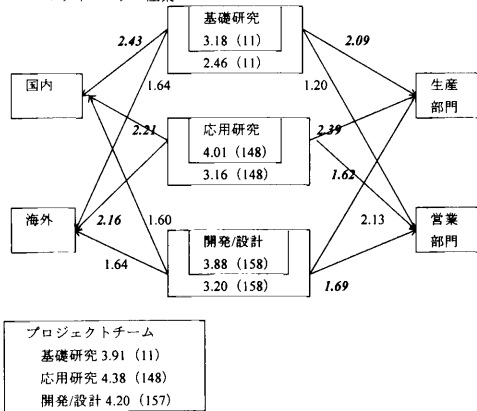 基礎研究
3.18 (11)
2.46 (11)
2.43
2.09
国内
1.64
1.20
生産
部門
応用研究
4.01 (148)
3.16 (148)
2.21
2.39
1.62
海外
2.16
1.60
開発/設計
3.88 (158)
3.20 (158)
2.13
営業
部門
1.64
1.69
プロジェクトチーム
基礎研究 3.91 (11)
応用研究 4.38 (148)
開発/設計 4.20 (157)